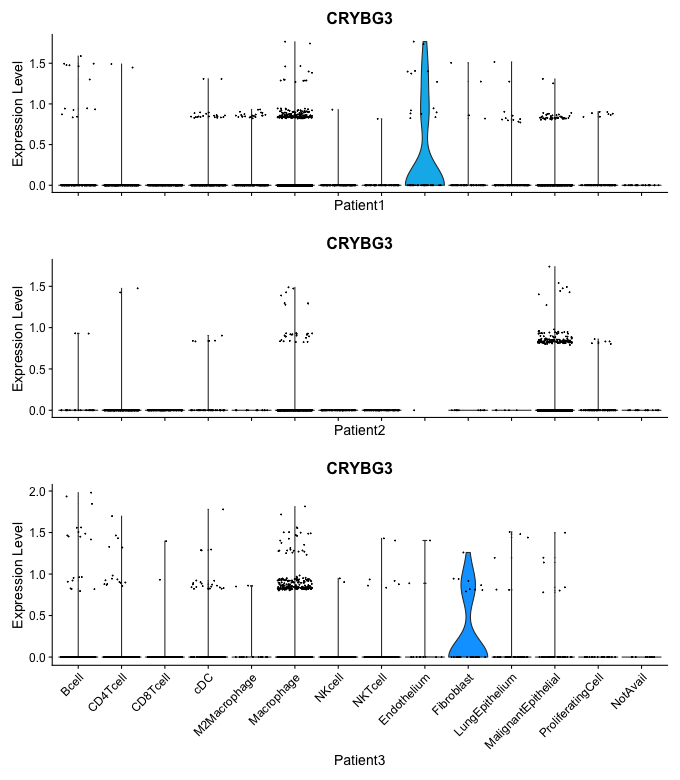 CRYBG3
Expression Level
1.5
1.0
0.5
0.0
Patient1
CRYBG3
Expression Level
1.5
1.0
0.5
0.0
Patient2
CRYBG3
Expression Level
2.0
1.5
1.0
0.5
0.0
Bcell
CD4Tcell
CD8Tcell
cDC
M2Macrophage
Macrophage
NKcell
NKTcell
Endothelium
Fibroblast
LungEpithelium
MalignantEpithelial
ProliferatingCell
NotAvail
Patient3